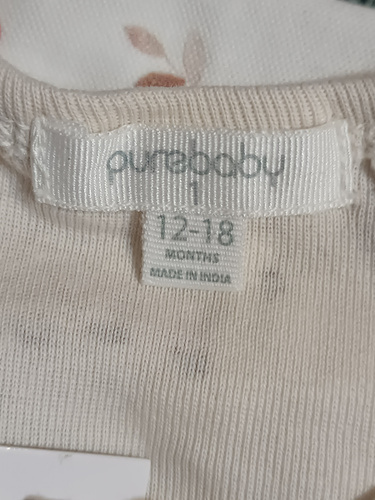 purebaby
1
12-18
MONTHS
MADE IN INDIA